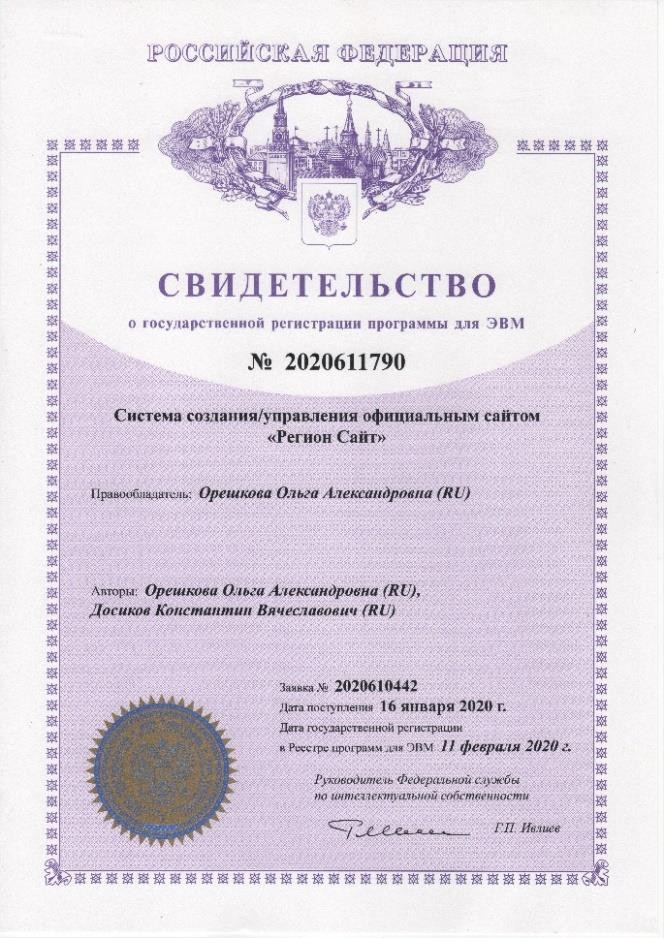 РОССИЙСКАЯ ФЕДЕРАЦИЯ
СВИДЕТЕЛЬСТВО
о государственной регистрации программы для ЭВМ
№ 2020611790
Система создания/управления официальным сайтом
«Регион Сайт»
Правообладатель: Орешкова Ольга Александровна (RU)
Авторы: Орешкова Ольга Александровна (RU),
Досиков Константин Вячеславович (RU)
Заявка № 2020610442
Дата поступления 16 января 2020 г.
Дата государственной регистрации
в Реестре программ для ЭВМ 11 февраля 2020 г.
Руководитель Федеральной службы
по интеллектуальной собственности
Г.П. Ивлиев